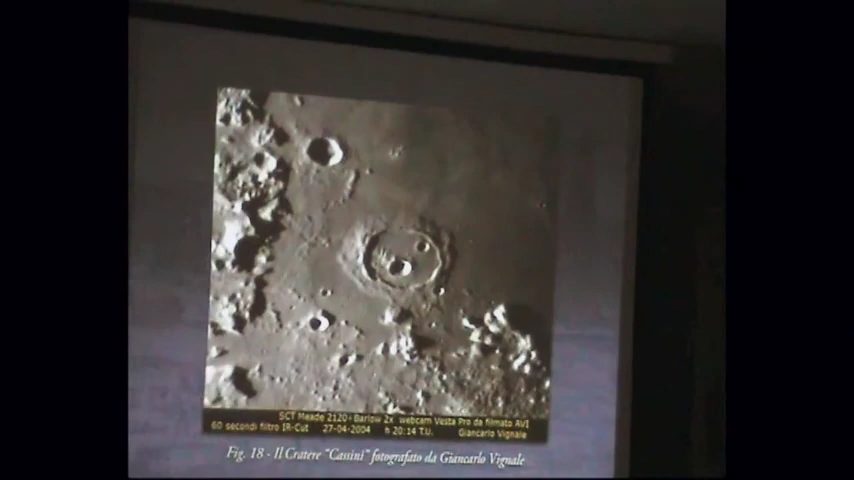 SCT Meade 2120+Barlow 2x webcam Vesta Pro da filmato AVI
60 secondi filtro IR-Cut 27-04-2004 h 20:14 T.U. Giancarlo Vignale
Fig. 18 - Il Cratere "Cassini" fotografato da Giancarlo Vignale